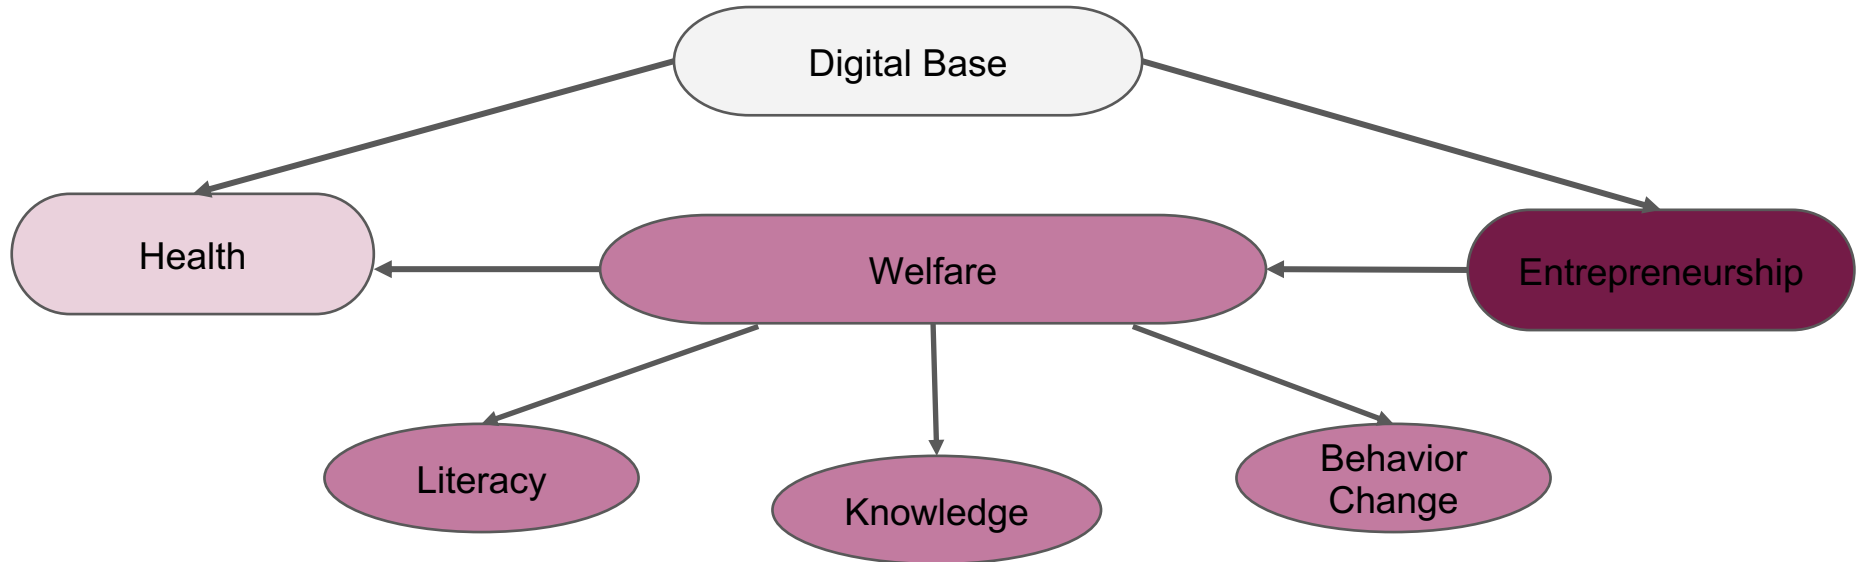 Digital Base
Health
Welfare
Entrepreneurship
Literacy
Knowledge
Behavior
Change